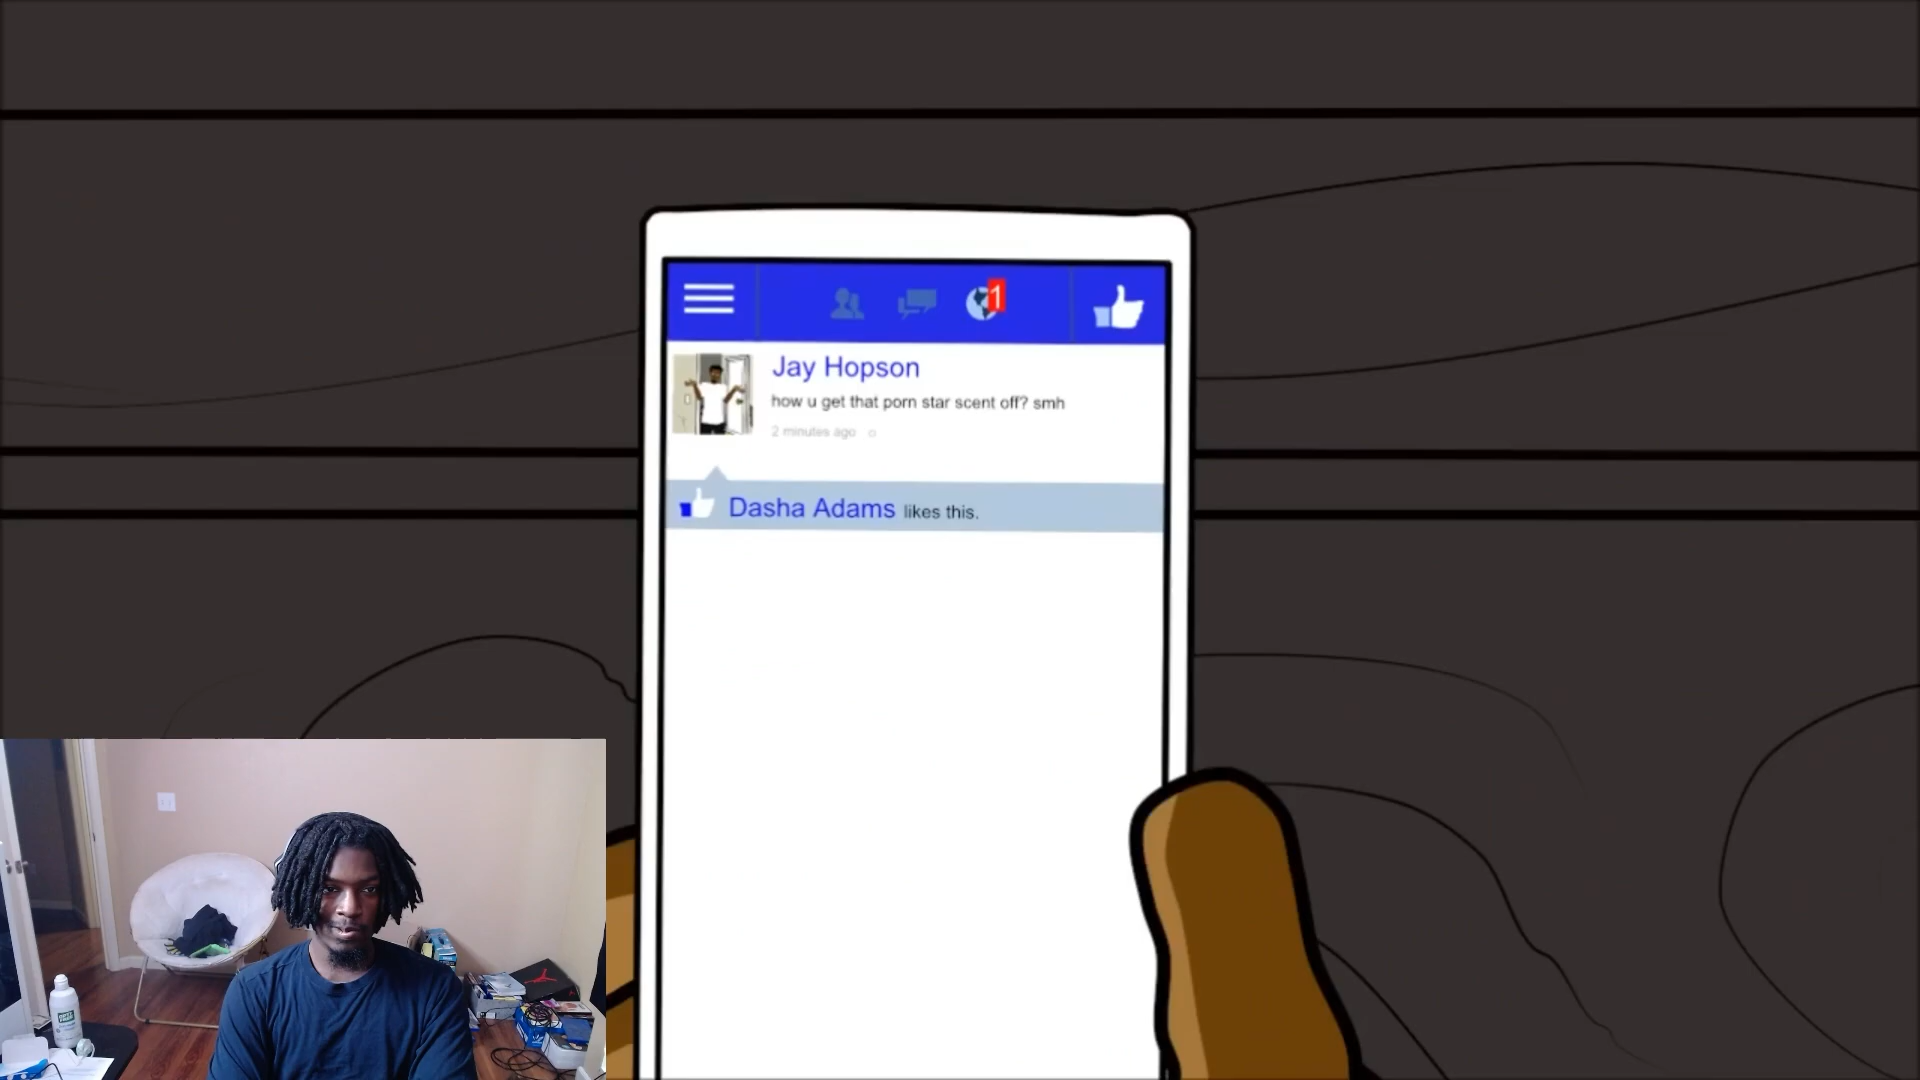 1
Jay Hopson
how u get that porn star scent off? smh
2 minutes ago
Dasha Adams likes this.